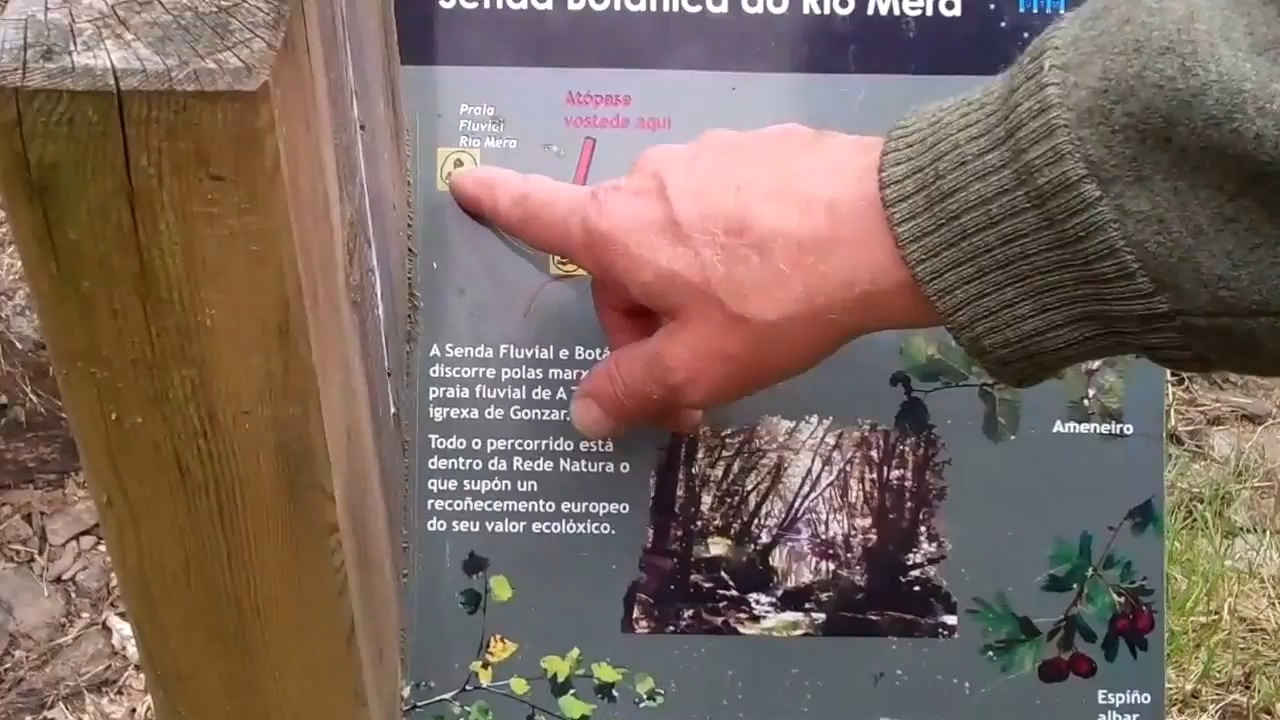 Senda Botánica do Río Mera
Praia
Fluvial
Río Mera
Atópase
vostede aquí
A Senda Fluvial e
discorre polas
praia fluvial de A
igrexa de Gonzar.
Todo o percorrido está
dentro da Rede Natura o
que supón un
recoñecemento europeo
do seu valor ecolóxico.
Ameneiro
Espiño
albar